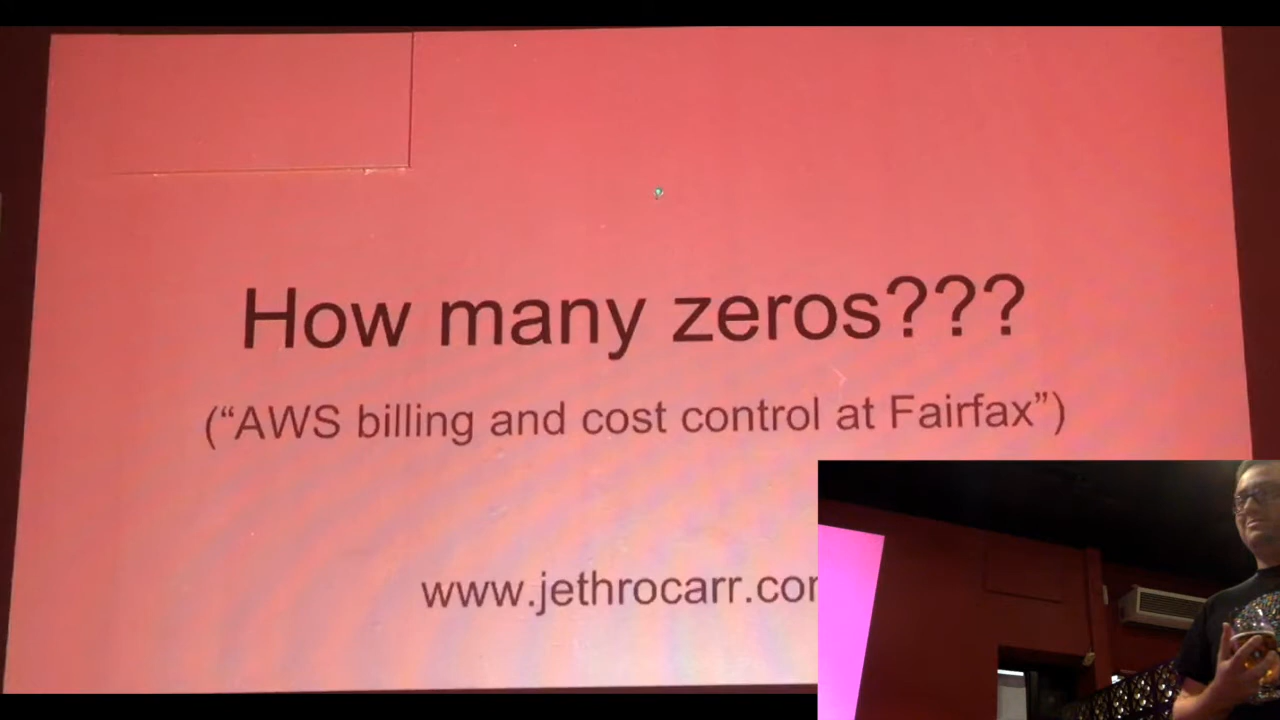 How many zeros???
(“AWS billing and cost control at Fairfax”)
www.jethrocarr.co